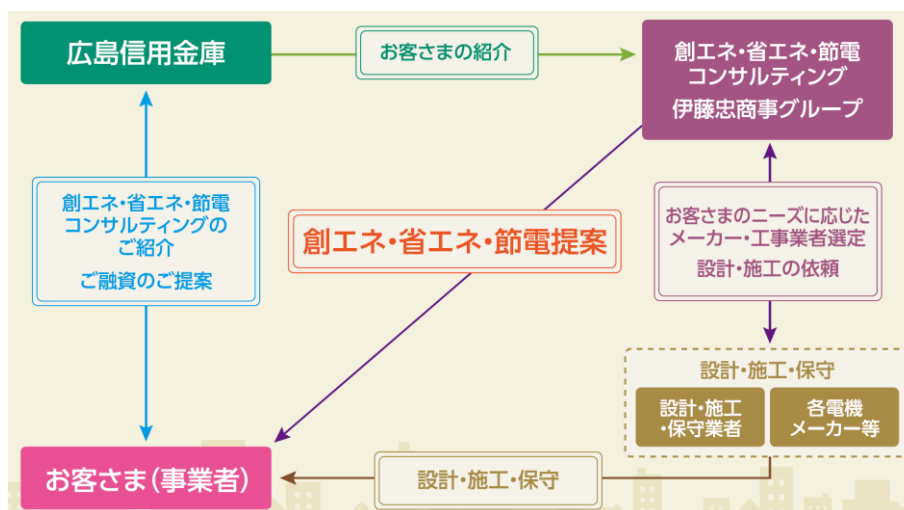 広島信用金庫
お客さまの紹介
創エネ・省エネ・節電
コンサルティング
伊藤忠商事グループ
創エネ・省エネ・節電
コンサルティングの
ご紹介
ご融資のご提案
創エネ・省エネ・節電提案
お客さまのニーズに応じた
メーカー・工事業者選定
設計・施工の依頼
設計・施工・保守
設計・施工
・保守業者
各電機
メーカー等
お客さま(事業者)
設計・施工・保守